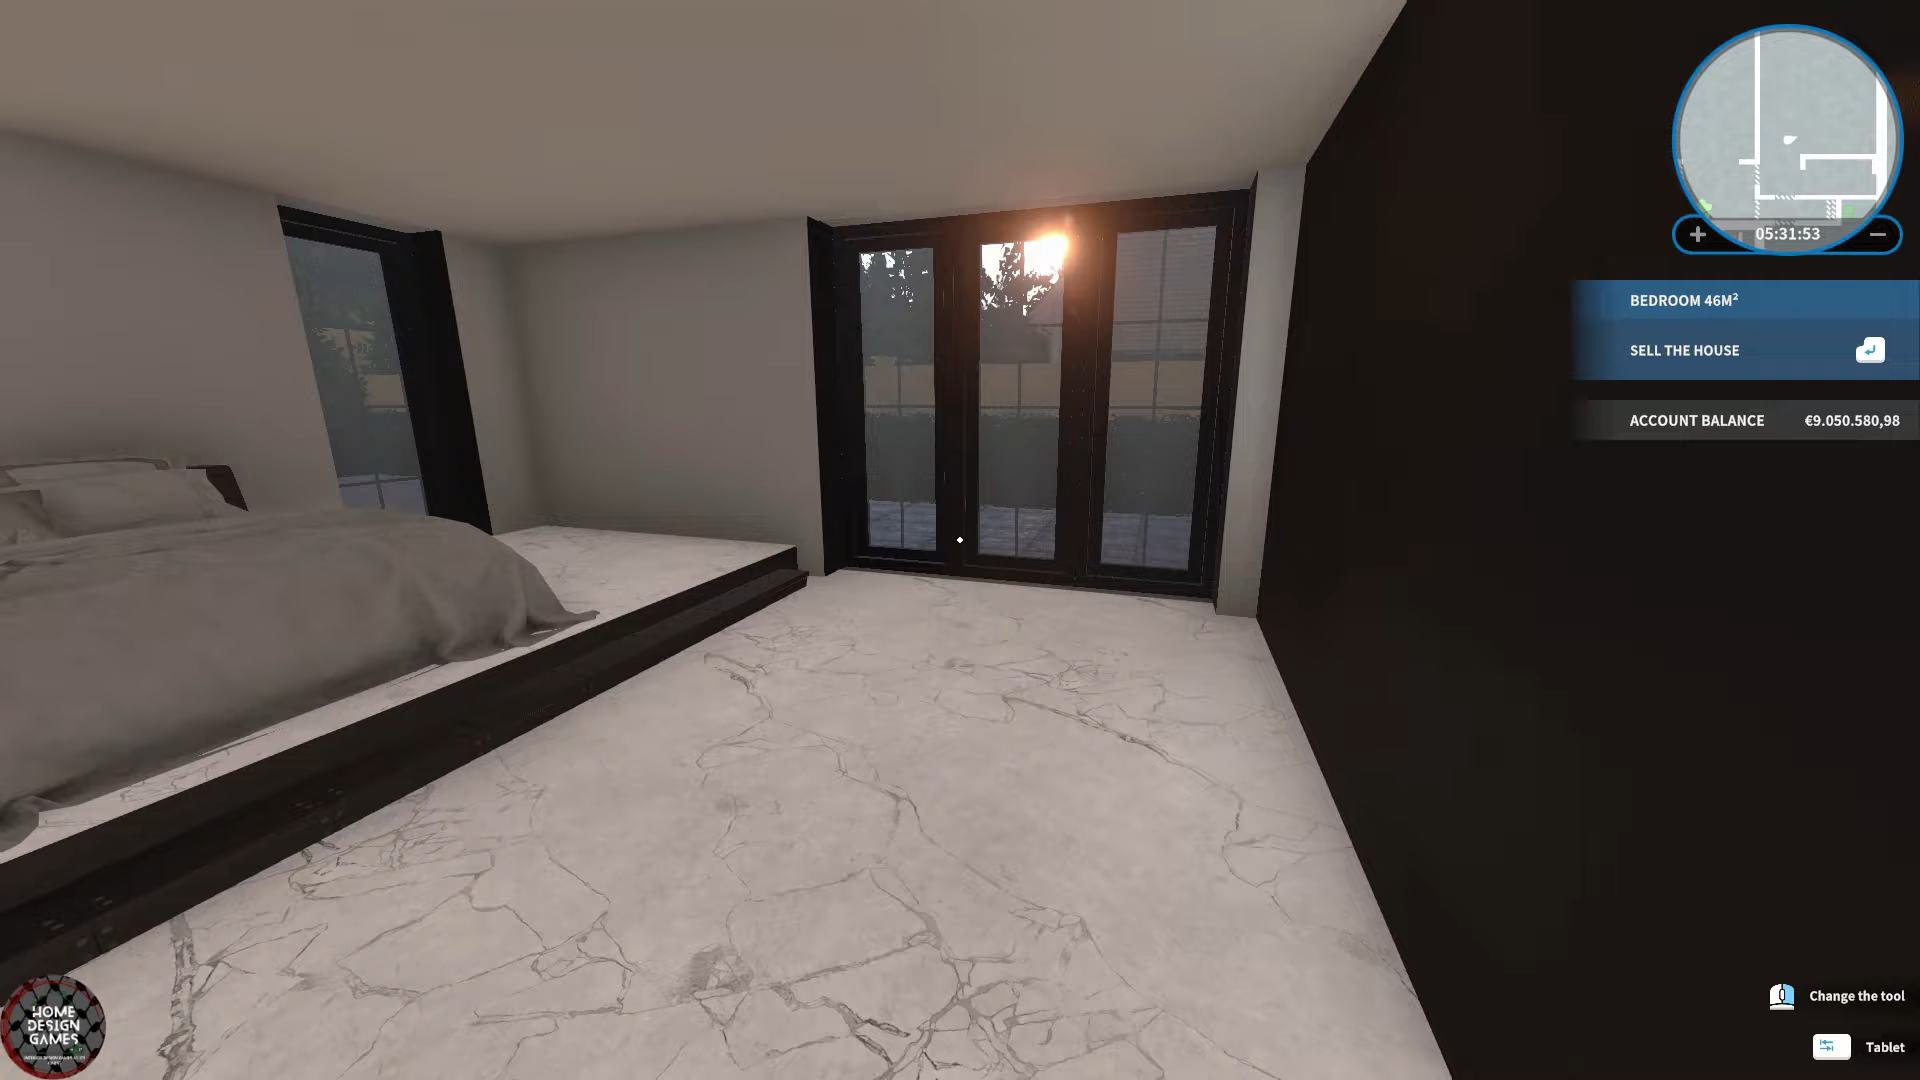 05:31:53
BEDROOM 46M²
SELL THE HOUSE
ACCOUNT BALANCE €9.050.580,98
Change the tool
Tablet
HOME
DESIGN
GAMES